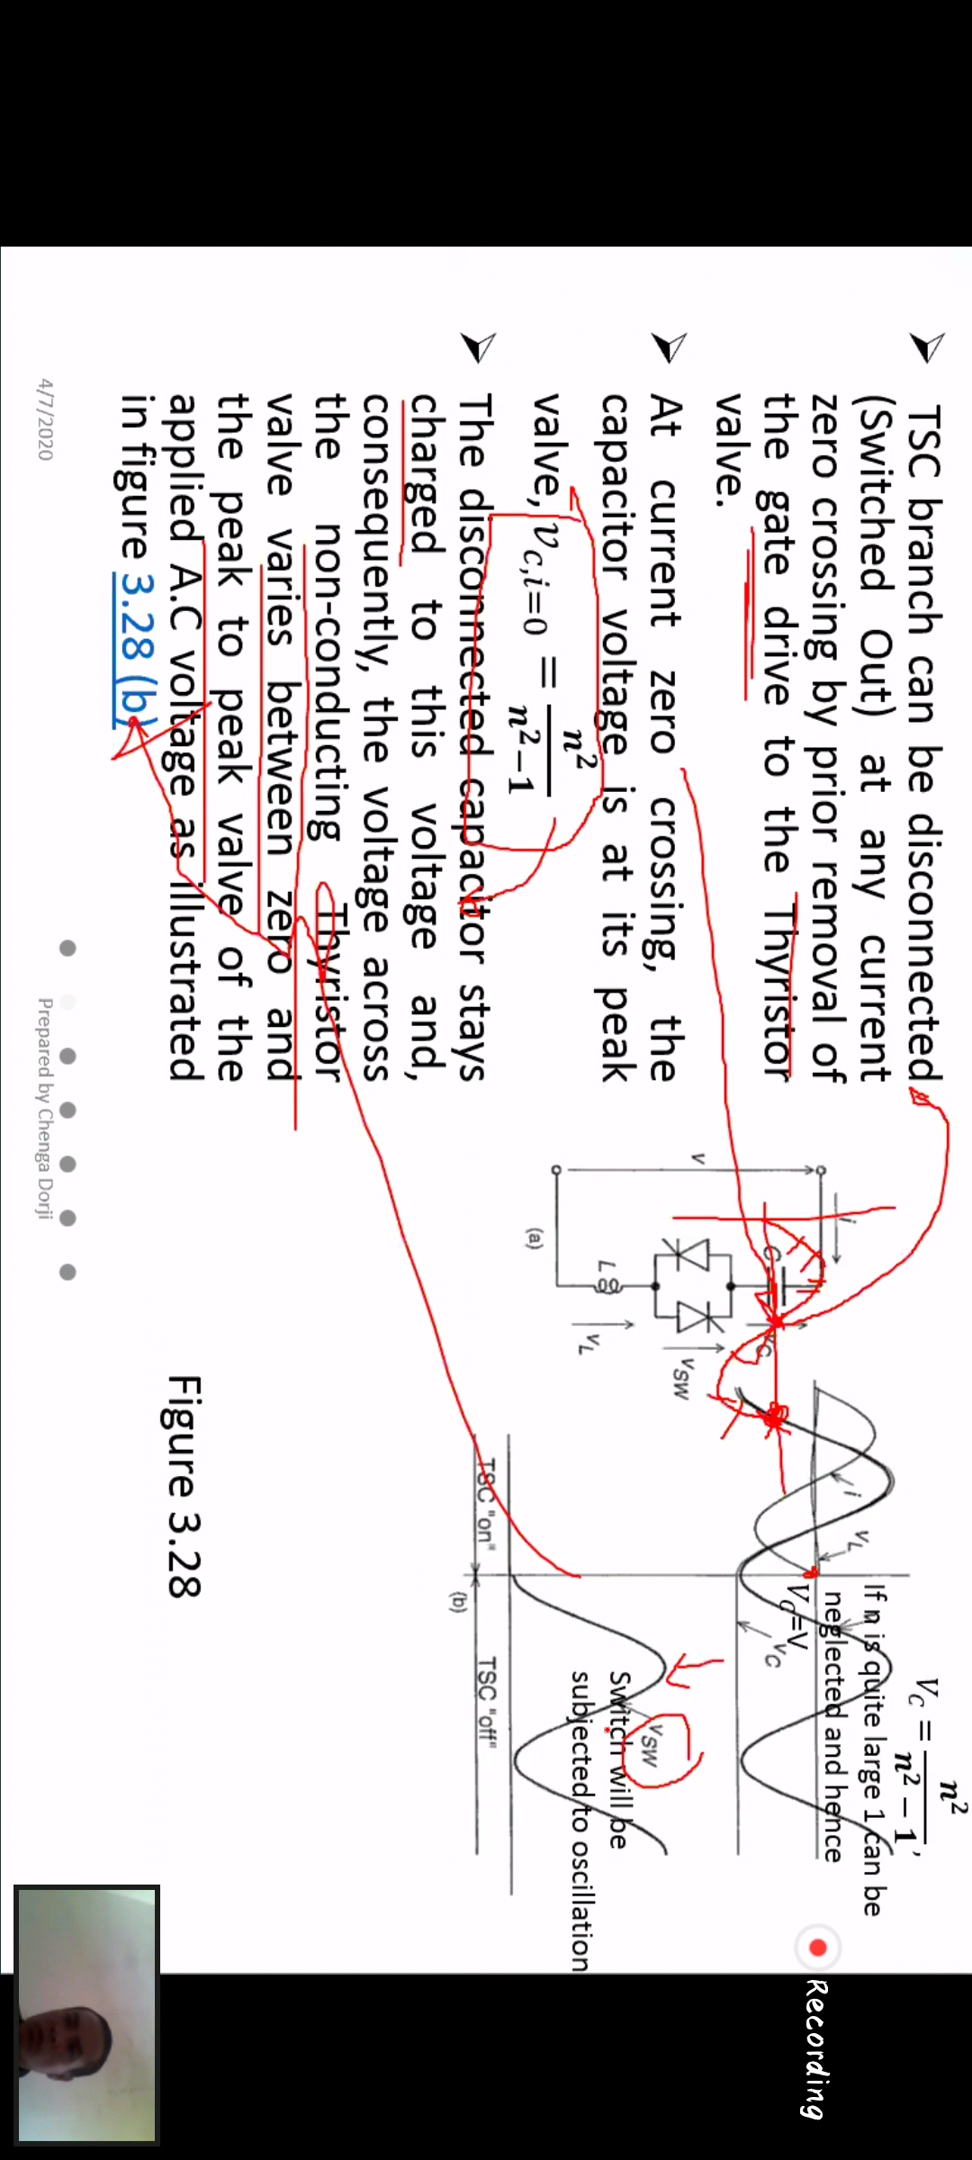 ➢ TSC branch can be disconnected
(Switched Out) at any current
zero crossing by prior removal of
the gate drive to the Thyristor
valve.
➢ At current zero crossing, the
capacitor voltage is at its peak
valve, v_{c,i=0} = n²/(n²−1)
➢ The disconnected capacitor stays
charged to this voltage and,
consequently, the voltage across
the non-conducting Thyristor
valve varies between zero and
the peak to peak valve of the
applied A.C voltage as illustrated
in figure 3.28 (b)
V_C = n²/(n²−1),
If n is quite large 1 can be
neglected and hence
V_C=V
i
v
C
v_C
v_SW
L
v_L
(a)
i
v_L
v_C
v_SW
Switch will be
subjected to oscillation
TSC "on"
TSC "off"
(b)
Figure 3.28
4/7/2020
Prepared by Chenga Dorji
Recording